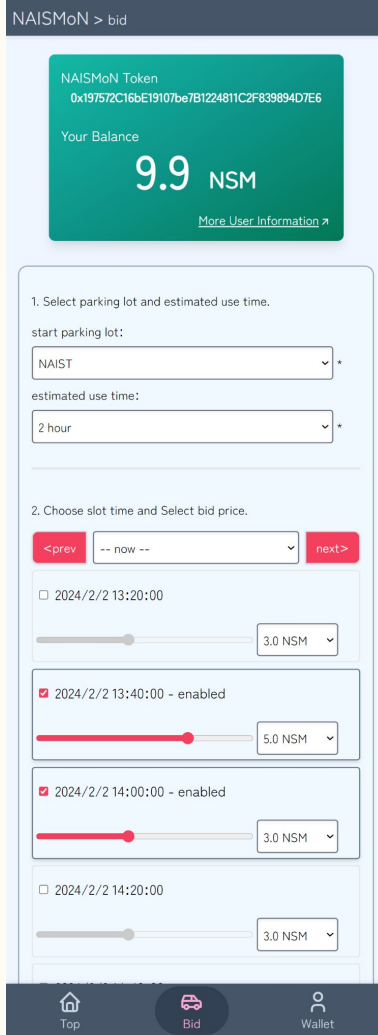 NAISMoN > bid
NAISMoN Token
0x197572C16bE19107be7B1224811C2F839894D7E6
Your Balance
9.9 NSM
More User Information ↗
1. Select parking lot and estimated use time.
start parking lot:
NAIST *
estimated use time:
2 hour *
2. Choose slot time and Select bid price.
<prev -- now -- next>
2024/2/2 13:20:00
3.0 NSM
2024/2/2 13:40:00 - enabled
5.0 NSM
2024/2/2 14:00:00 - enabled
3.0 NSM
2024/2/2 14:20:00
3.0 NSM
Top Bid Wallet